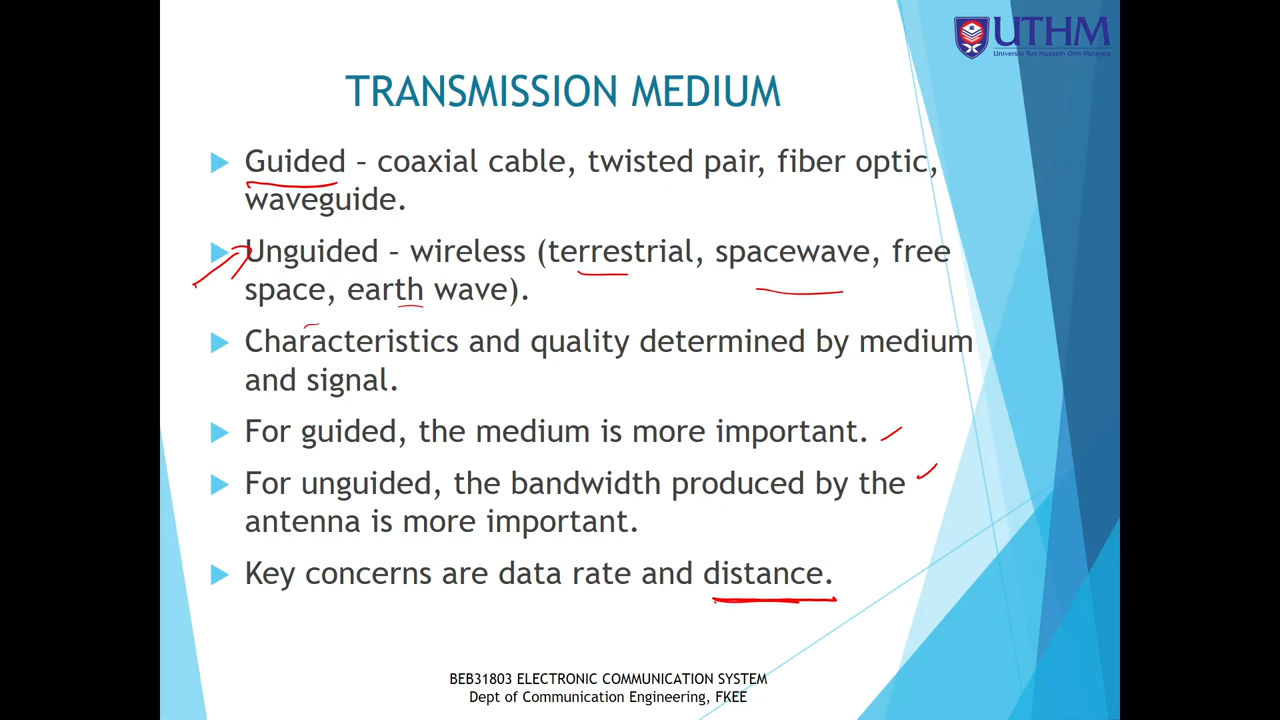 UTHM
Universiti Tun Hussein Onn Malaysia
TRANSMISSION MEDIUM
Guided – coaxial cable, twisted pair, fiber optic,
waveguide.
Unguided – wireless (terrestrial, spacewave, free
space, earth wave).
Characteristics and quality determined by medium
and signal.
For guided, the medium is more important.
For unguided, the bandwidth produced by the
antenna is more important.
Key concerns are data rate and distance.
BEB31803 ELECTRONIC COMMUNICATION SYSTEM
Dept of Communication Engineering, FKEE